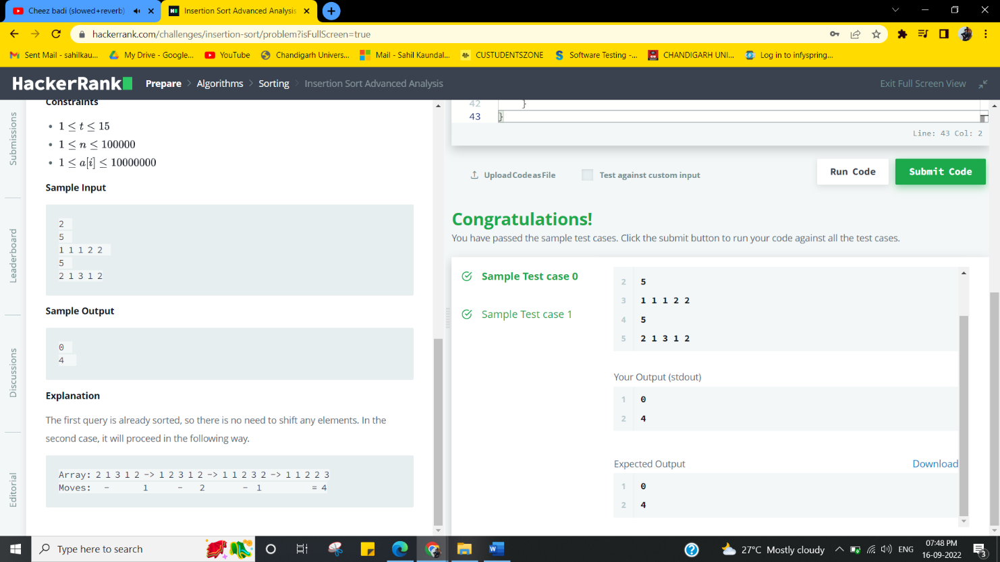 Cheez badi (slowed+reverb)
Insertion Sort Advanced Analysis
hackerrank.com/challenges/insertion-sort/problem?isFullScreen=true
Sent Mail - sahilkau...
My Drive - Google...
YouTube
Chandigarh Univers...
Mail - Sahil Kaundal...
CUSTUDENTSZONE
Software Testing -...
CHANDIGARH UNI...
Log in to infyspring...
HackerRank
Prepare > Algorithms > Sorting > Insertion Sort Advanced Analysis
Exit Full Screen View
Submissions
Leaderboard
Discussions
Editorial
Constraints
• 1 ≤ t ≤ 15
• 1 ≤ n ≤ 100000
• 1 ≤ a[i] ≤ 10000000
Sample Input
2
5
1 1 1 2 2
5
2 1 3 1 2
Sample Output
0
4
Explanation
The first query is already sorted, so there is no need to shift any elements. In the
second case, it will proceed in the following way.
Array: 2 1 3 1 2 -> 1 2 3 1 2 -> 1 1 2 3 2 -> 1 1 2 2 3
Moves: - 1 - 2 - 1 = 4
42 }
43 }
Line: 43 Col: 2
Upload Code as File
Test against custom input
Run Code
Submit Code
Congratulations!
You have passed the sample test cases. Click the submit button to run your code against all the test cases.
Sample Test case 0
Sample Test case 1
2 5
3 1 1 1 2 2
4 5
5 2 1 3 1 2
Your Output (stdout)
1 0
2 4
Expected Output
Download
1 0
2 4
Type here to search
27°C Mostly cloudy
ENG
07:48 PM
16-09-2022
3